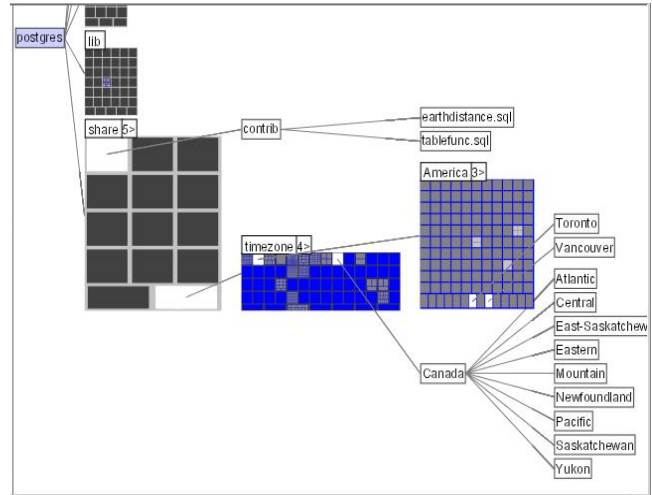 postgres
lib
share 5>
contrib
earthdistance.sql
tablefunc.sql
America 3>
timezone 4>
Toronto
Vancouver
Atlantic
Central
East-Saskatchew
Eastern
Canada
Mountain
Newfoundland
Pacific
Saskatchewan
Yukon